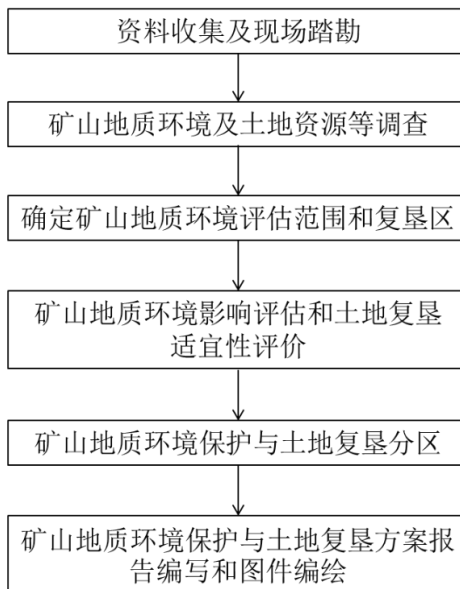 资料收集及现场踏勘
矿山地质环境及土地资源等调查
确定矿山地质环境评估范围和复垦区
矿山地质环境影响评估和土地复垦
适宜性评价
矿山地质环境保护与土地复垦分区
矿山地质环境保护与土地复垦方案报
告编写和图件编绘